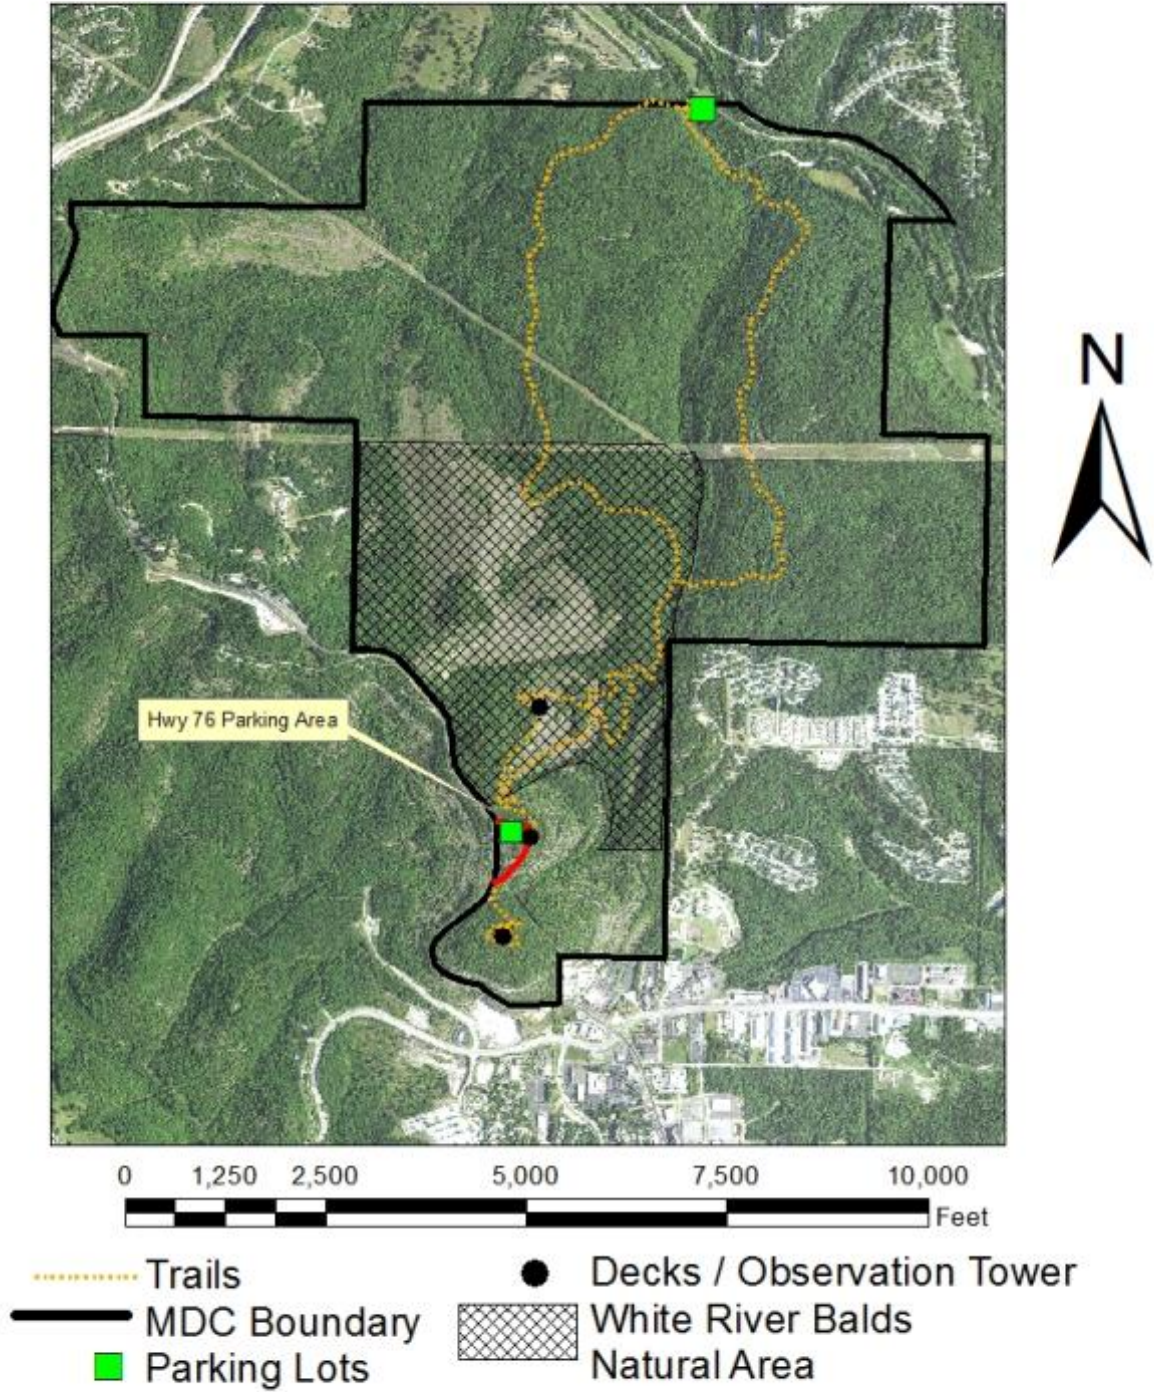 N
Hwy 76 Parking Area
0 1,250 2,500 5,000 7,500 10,000
Feet
Trails
Decks / Observation Tower
MDC Boundary
White River Balds
Natural Area
Parking Lots